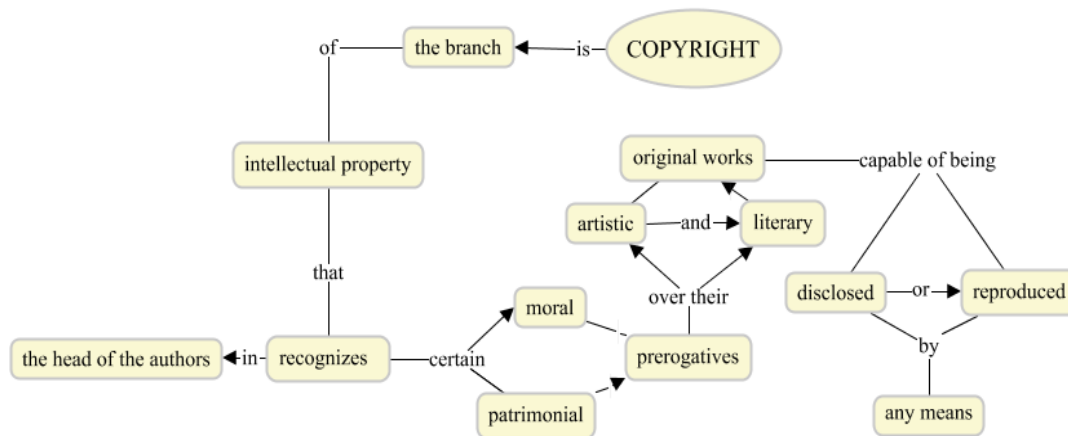 COPYRIGHT
is
the branch
of
intellectual property
that
recognizes
in
the head of the authors
certain
moral
patrimonial
prerogatives
over their
artistic
and
literary
original works
capable of being
disclosed
or
reproduced
by
any means